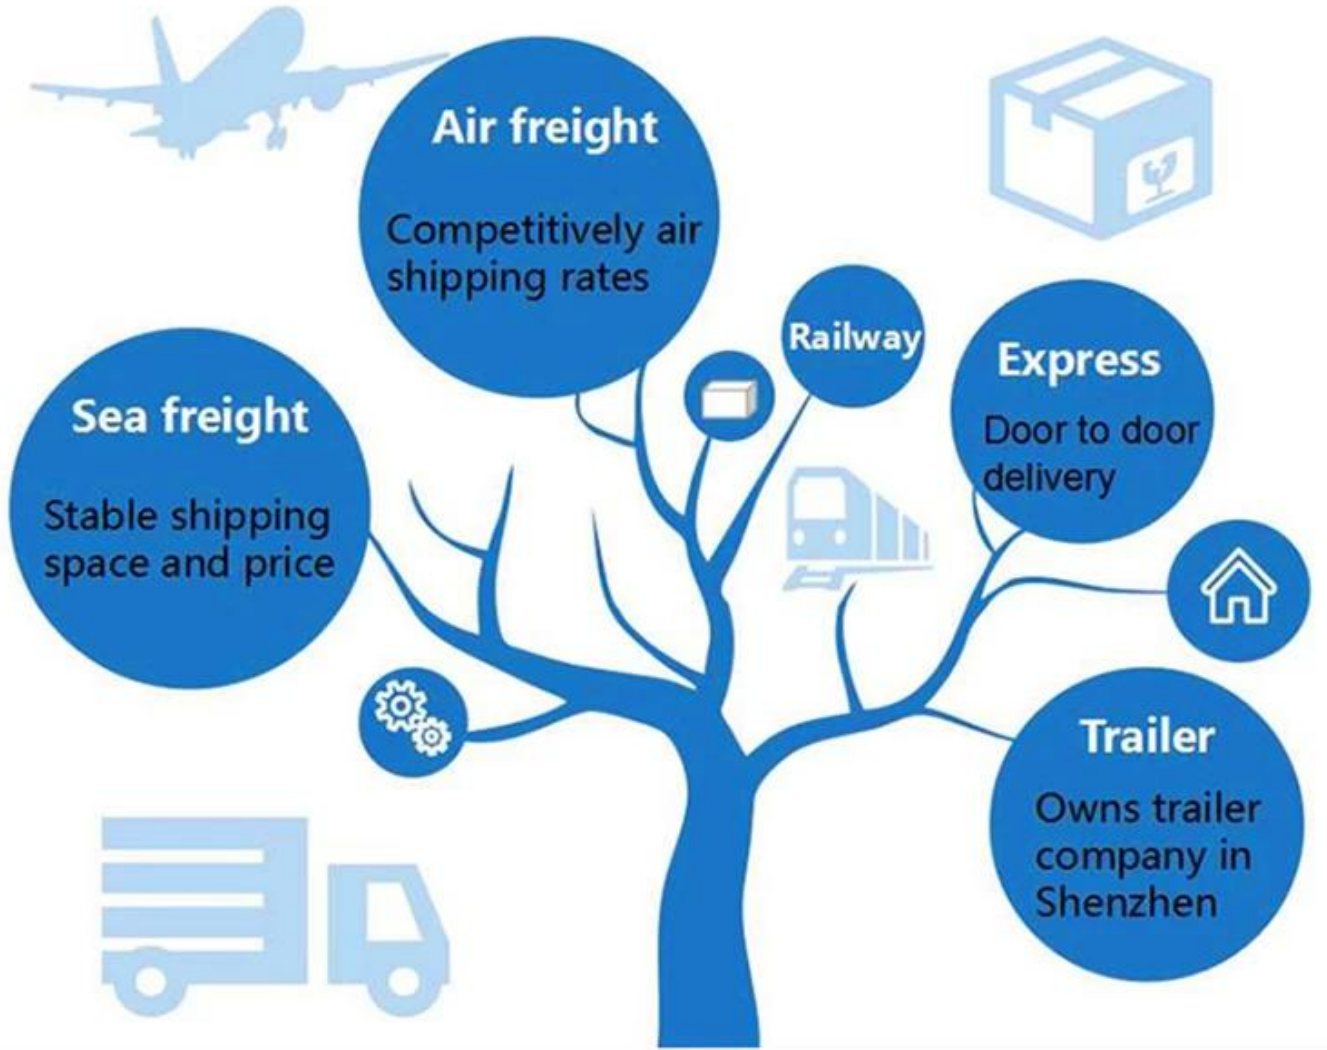 Air freight
Competitively air
shipping rates
Railway
Express
Door to door
delivery
Sea freight
Stable shipping
space and price
Trailer
Owns trailer
company in
Shenzhen